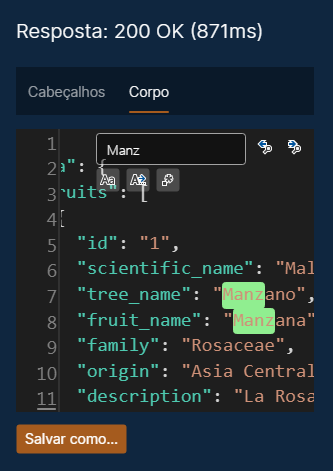 Resposta: 200 OK (871ms)
Cabeçalhos Corpo
Manz
Aa
1
2 a": {
3 ruits": [
4 {
5 "id": "1",
6 "scientific_name": "Mal
7 "tree_name": "Manzano",
8 "fruit_name": "Manzana"
9 "family": "Rosaceae",
10 "origin": "Asia Central
11 "description": "La Rosa
Salvar como...